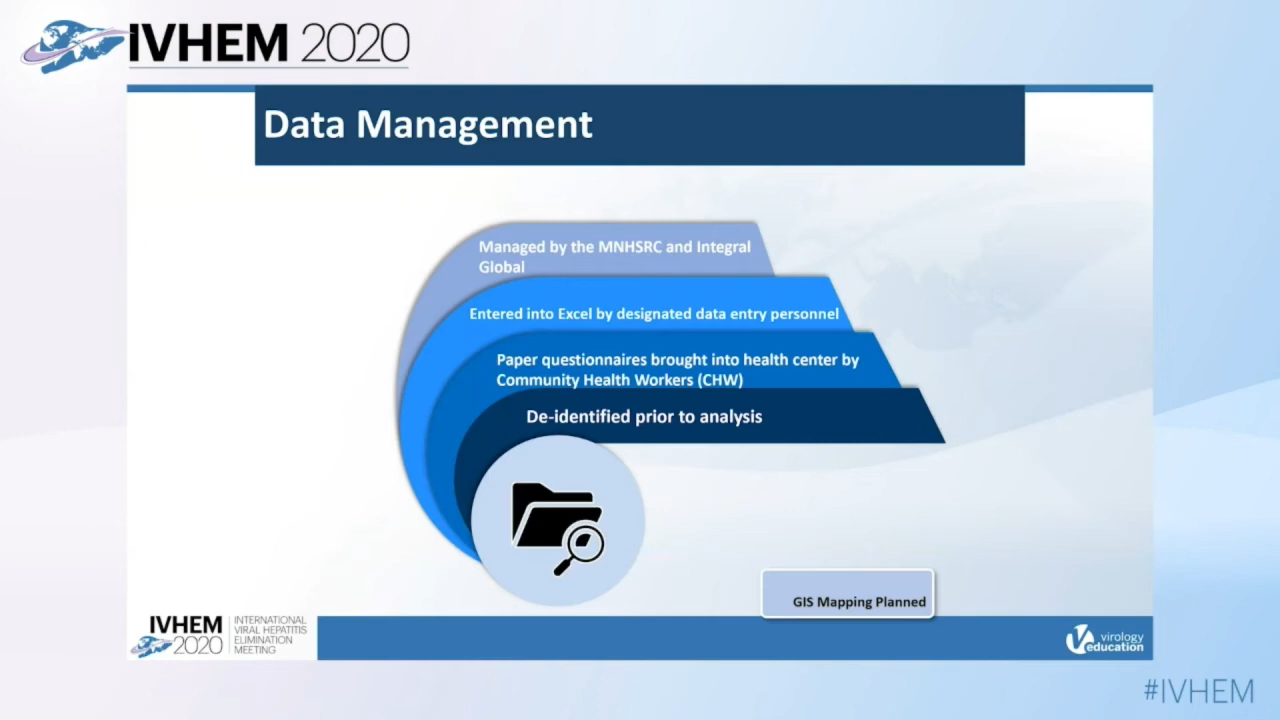 IVHEM 2020
Data Management
Managed by the MNHSRC and Integral
Global
Entered into Excel by designated data entry personnel
Paper questionnaires brought into health center by
Community Health Workers (CHW)
De-identified prior to analysis
GIS Mapping Planned
IVHEM
2020
INTERNATIONAL
VIRAL HEPATITIS
ELIMINATION
MEETING
virology
education
#IVHEM